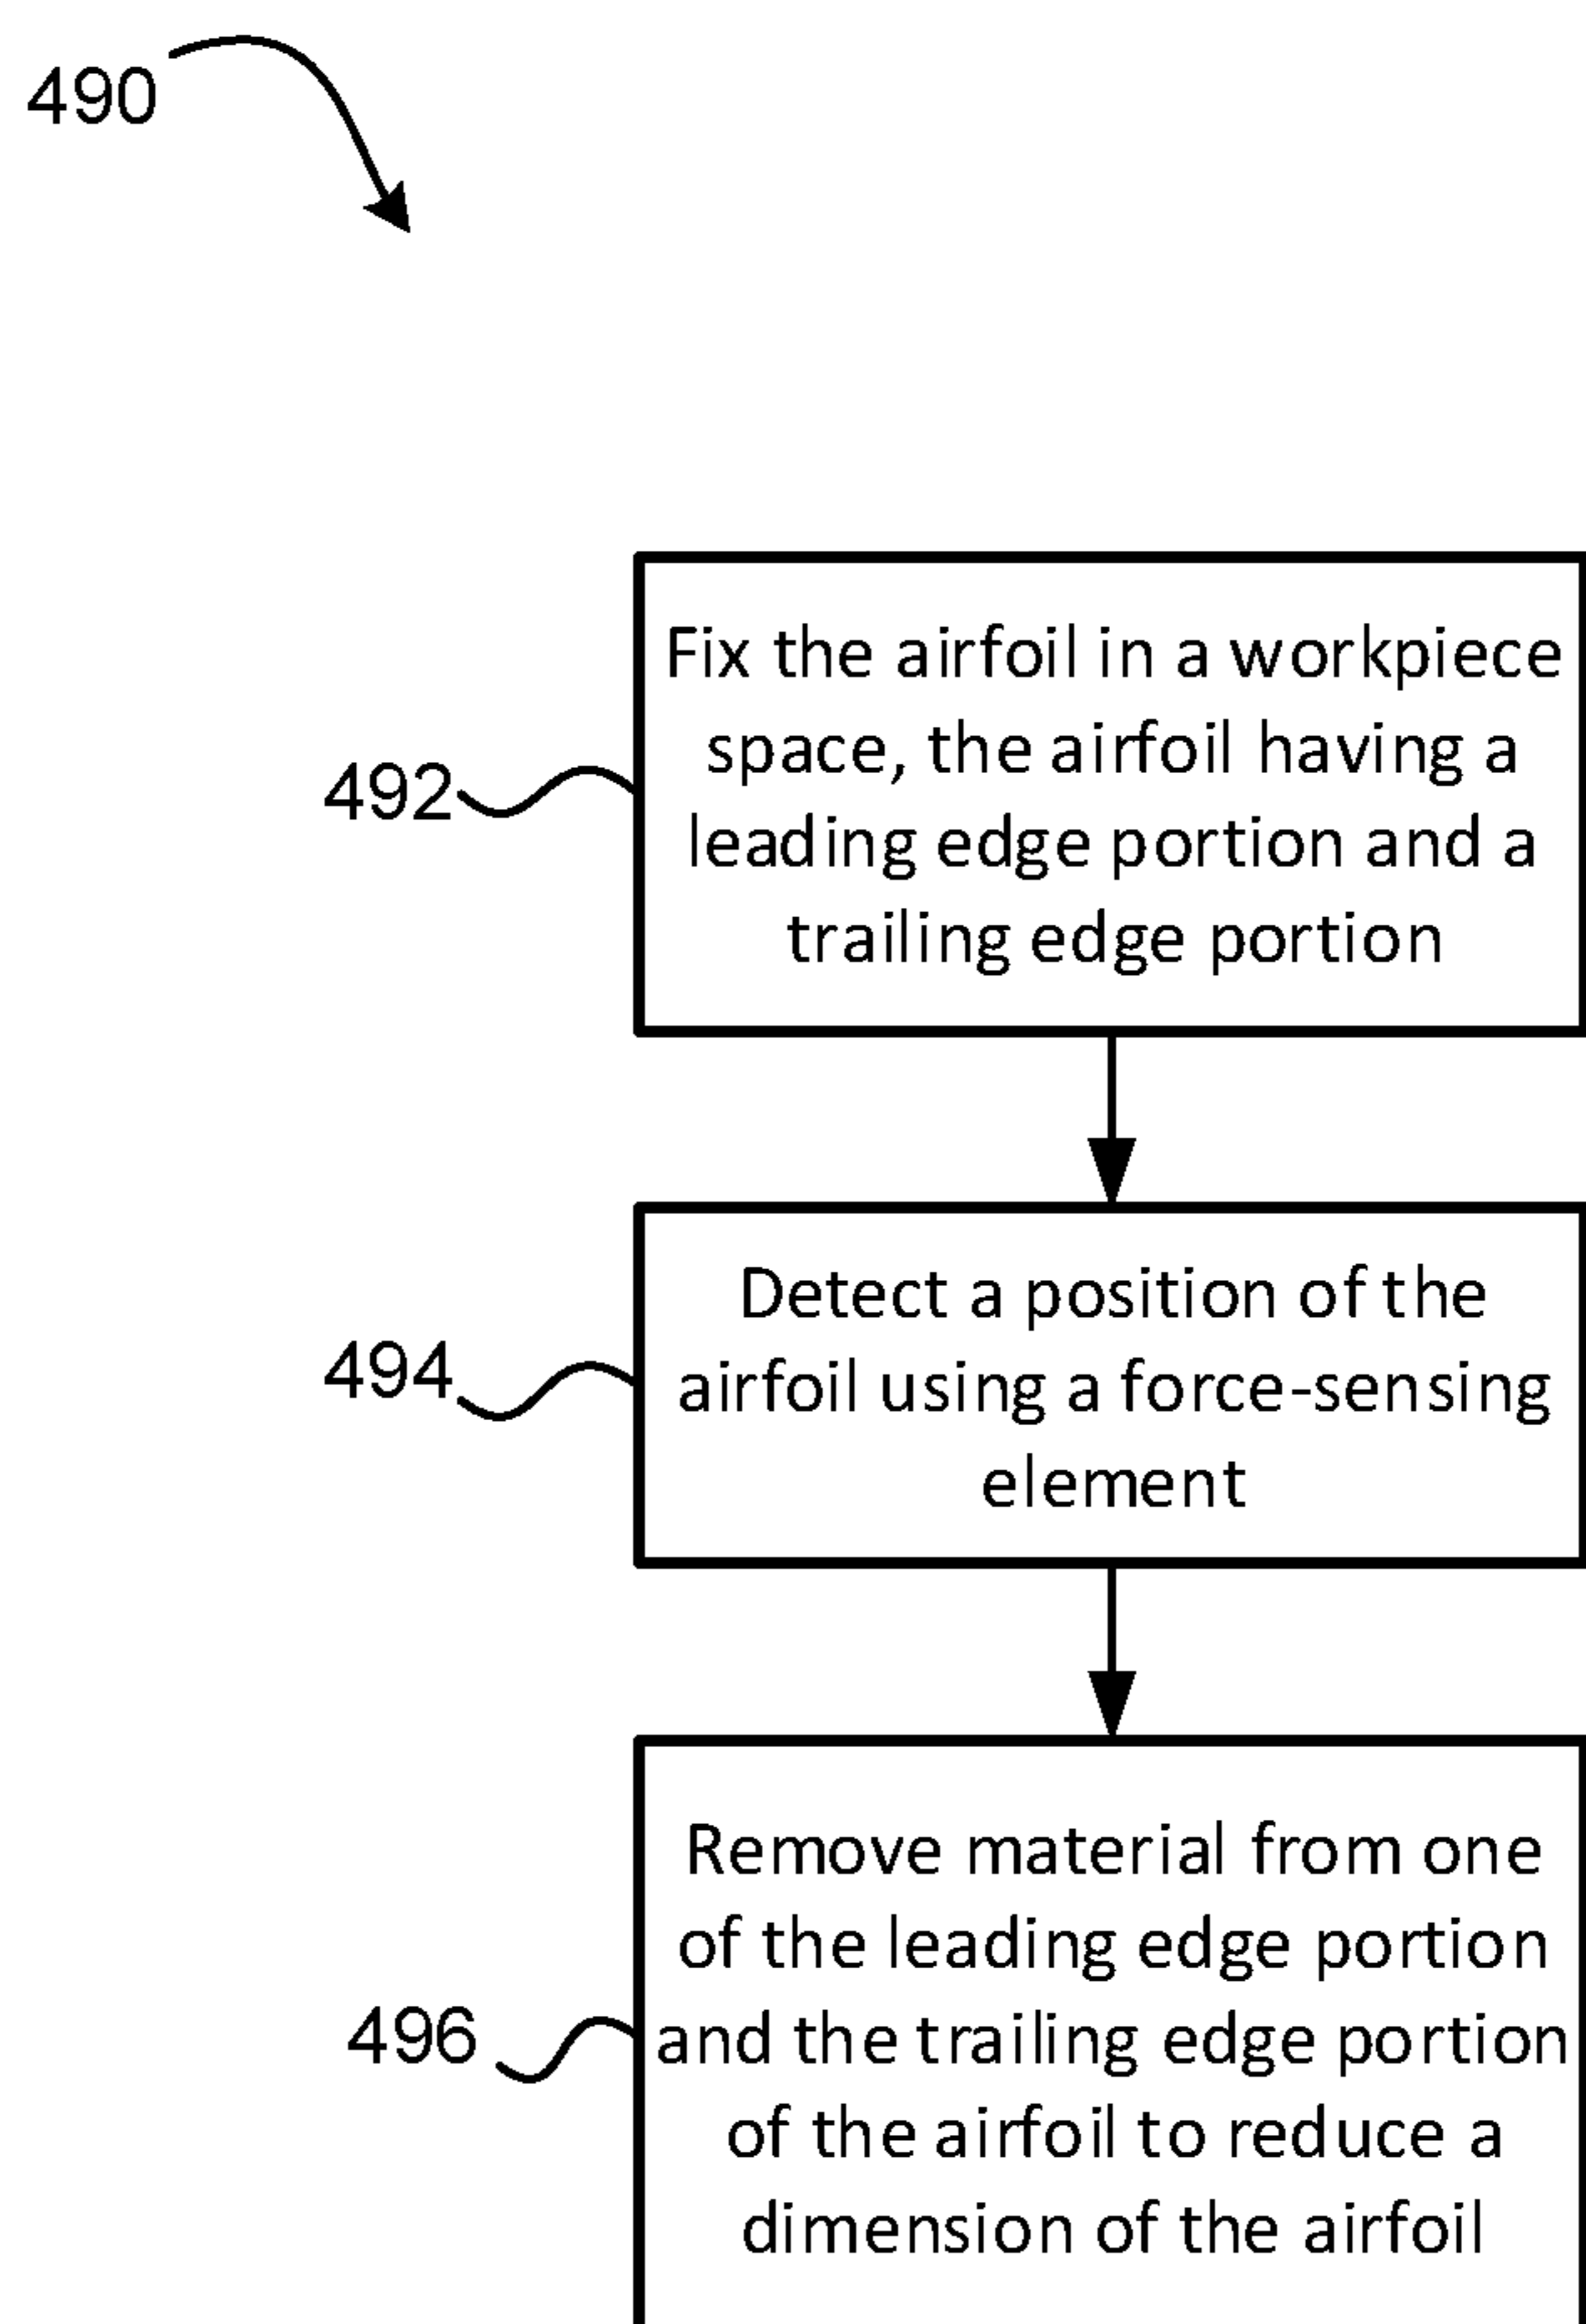 490
492
Fix the airfoil in a workpiece
space, the airfoil having a
leading edge portion and a
trailing edge portion
494
Detect a position of the
airfoil using a force-sensing
element
496
Remove material from one
of the leading edge portion
and the trailing edge portion
of the airfoil to reduce a
dimension of the airfoil